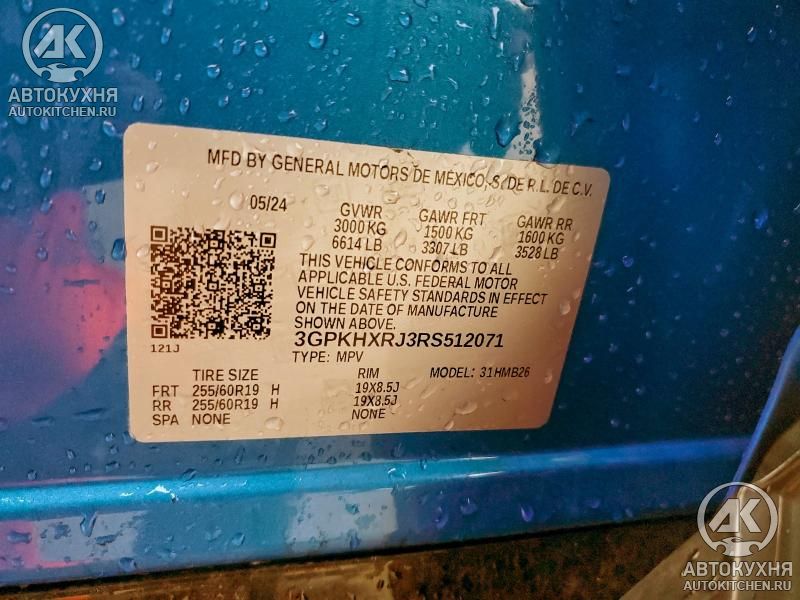 АК
АВТОКУХНЯ
AUTOKITCHEN.RU
MFD BY GENERAL MOTORS DE MEXICO, S. DE R.L. DE C.V.
05/24 GVWR GAWR FRT GAWR RR
3000 KG 1500 KG 1600 KG
6614 LB 3307 LB 3528 LB
THIS VEHICLE CONFORMS TO ALL
APPLICABLE U.S. FEDERAL MOTOR
VEHICLE SAFETY STANDARDS IN EFFECT
ON THE DATE OF MANUFACTURE
SHOWN ABOVE.
3GPKHXRJ3RS512071
121J TYPE: MPV
TIRE SIZE RIM MODEL: 31HMB26
FRT 255/60R19 H 19X8.5J
RR 255/60R19 H 19X8.5J
SPA NONE NONE
АК
АВТОКУХНЯ
AUTOKITCHEN.RU